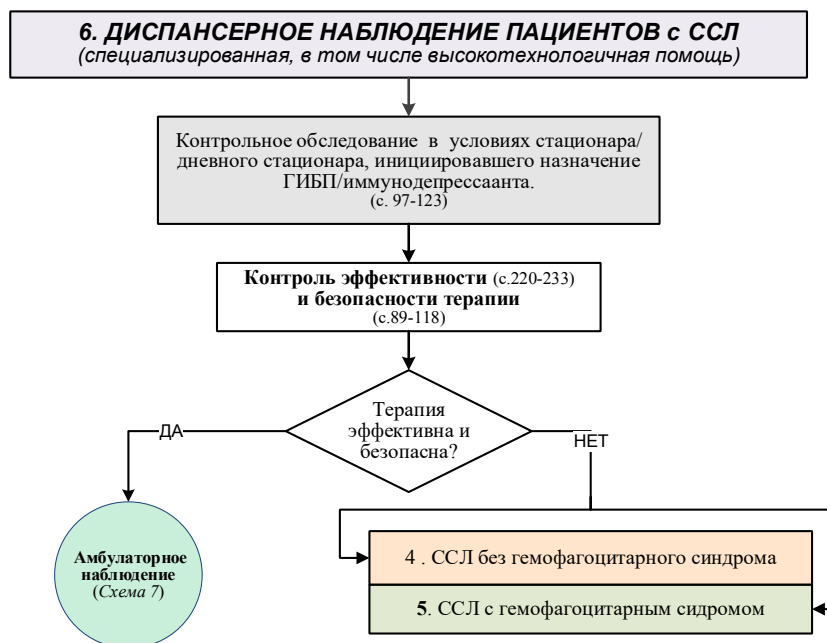 6. ДИСПАНСЕРНОЕ НАБЛЮДЕНИЕ ПАЦИЕНТОВ с ССЛ
(специализированная, в том числе высокотехнологичная помощь)
Контрольное обследование в условиях стационара/
дневного стационара, инициировавшего назначение
ГИБП/иммунодепрессаанта.
(с. 97-123)
Контроль эффективности (с.220-233)
и безопасности терапии
(с.89-118)
Терапия
эффективна и
безопасна?
ДА
НЕТ
Амбулаторное
наблюдение
(Схема 7)
4 . ССЛ без гемофагоцитарного синдрома
5. ССЛ с гемофагоцитарным сидромом